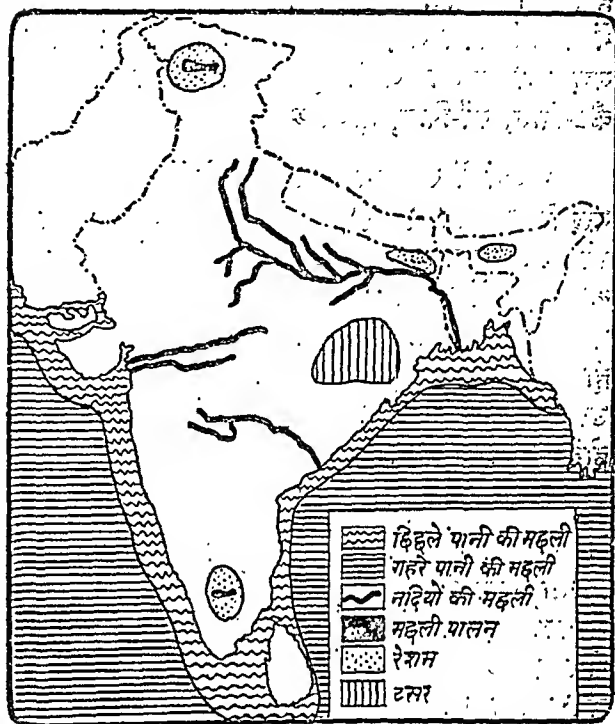 छिछले पानी की मछली
गहरे पानी की मछली
नदियों की मछली
मछली पालन
रेशम
टसर